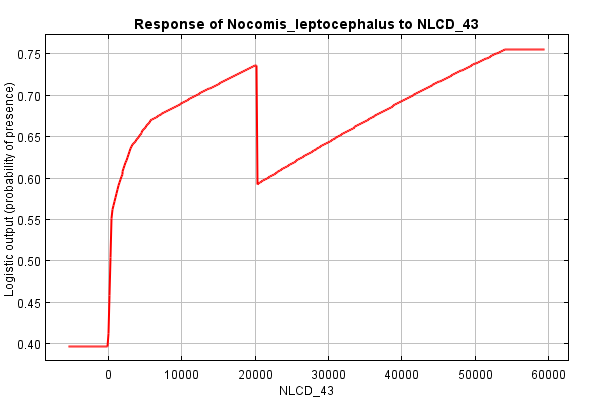 Response of Nocomis_leptocephalus to NLCD_43
Logistic output (probability of presence)
0.75
0.70
0.65
0.60
0.55
0.50
0.45
0.40
0 10000 20000 30000 40000 50000 60000
NLCD_43